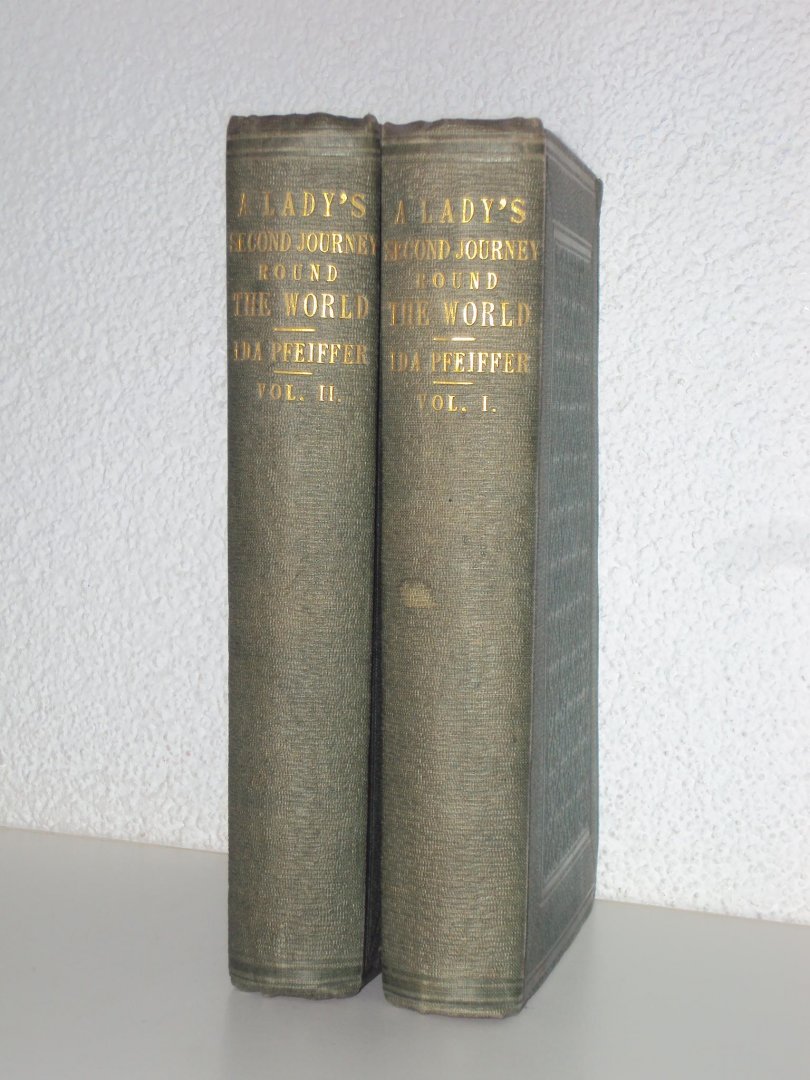 A LADY'S
SECOND JOURNEY
ROUND
THE WORLD
IDA PFEIFFER
VOL. II.
A LADY'S
SECOND JOURNEY
ROUND
THE WORLD
IDA PFEIFFER
VOL. I.